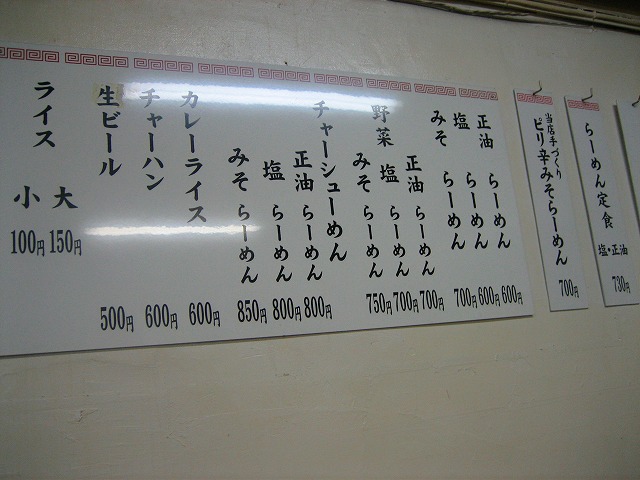 正油 らーめん 600円
塩 らーめん 600円
みそ らーめん 700円
野菜
正油 らーめん 700円
塩 らーめん 700円
みそ らーめん 750円
チャーシューめん
正油 らーめん 800円
塩 らーめん 800円
みそ らーめん 850円
カレーライス 600円
チャーハン 600円
生ビール 500円
ライス
大 150円
小 100円
当店手づくり
ピリ辛みそらーめん 700円
らーめん定食 塩・正油 730円